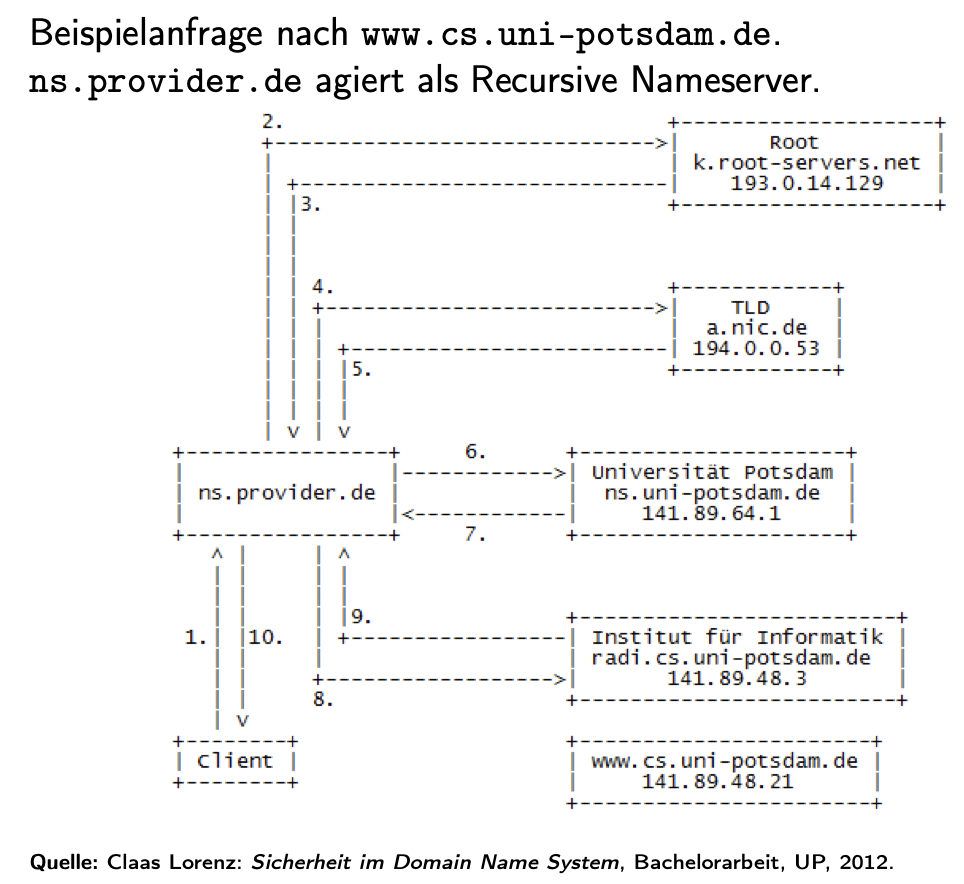 Beispielanfrage nach www.cs.uni-potsdam.de.
ns.provider.de agiert als Recursive Nameserver.
2.
Root
k.root-servers.net
193.0.14.129
3.
4.
TLD
a.nic.de
194.0.0.53
5.
6.
Universität Potsdam
ns.provider.de
ns.uni-potsdam.de
141.89.64.1
7.
9.
1.
10.
Institut für Informatik
radi.cs.uni-potsdam.de
141.89.48.3
8.
Client
www.cs.uni-potsdam.de
141.89.48.21
Quelle: Claas Lorenz: Sicherheit im Domain Name System, Bachelorarbeit, UP, 2012.